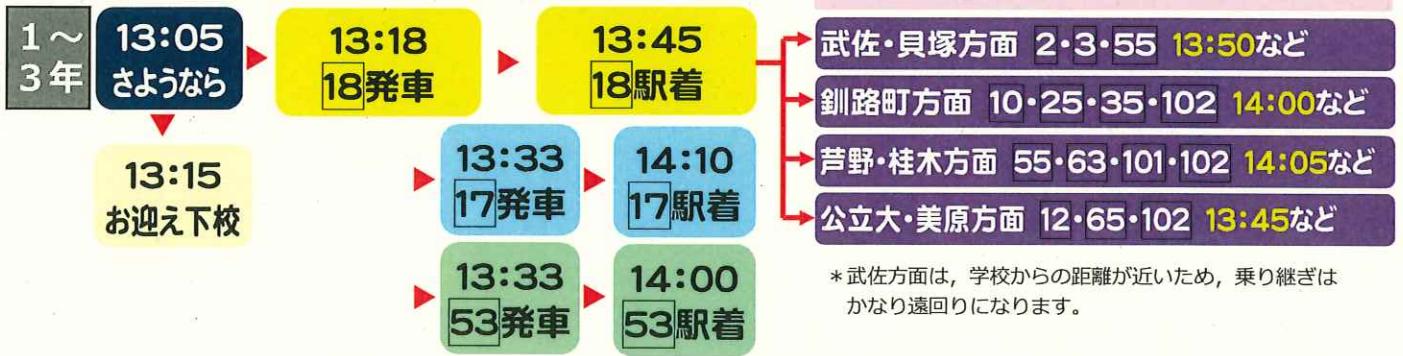 1～
3年
13:05
さようなら
13:15
お迎え下校
13:18
18発車
13:45
18駅着
13:33
17発車
14:10
17駅着
13:33
53発車
14:00
53駅着
武佐・貝塚方面 2・3・55 13:50など
釧路町方面 10・25・35・102 14:00など
芦野・桂木方面 55・63・101・102 14:05など
公立大・美原方面 12・65・102 13:45など
＊武佐方面は，学校からの距離が近いため，乗り継ぎは
かなり遠回りになります。